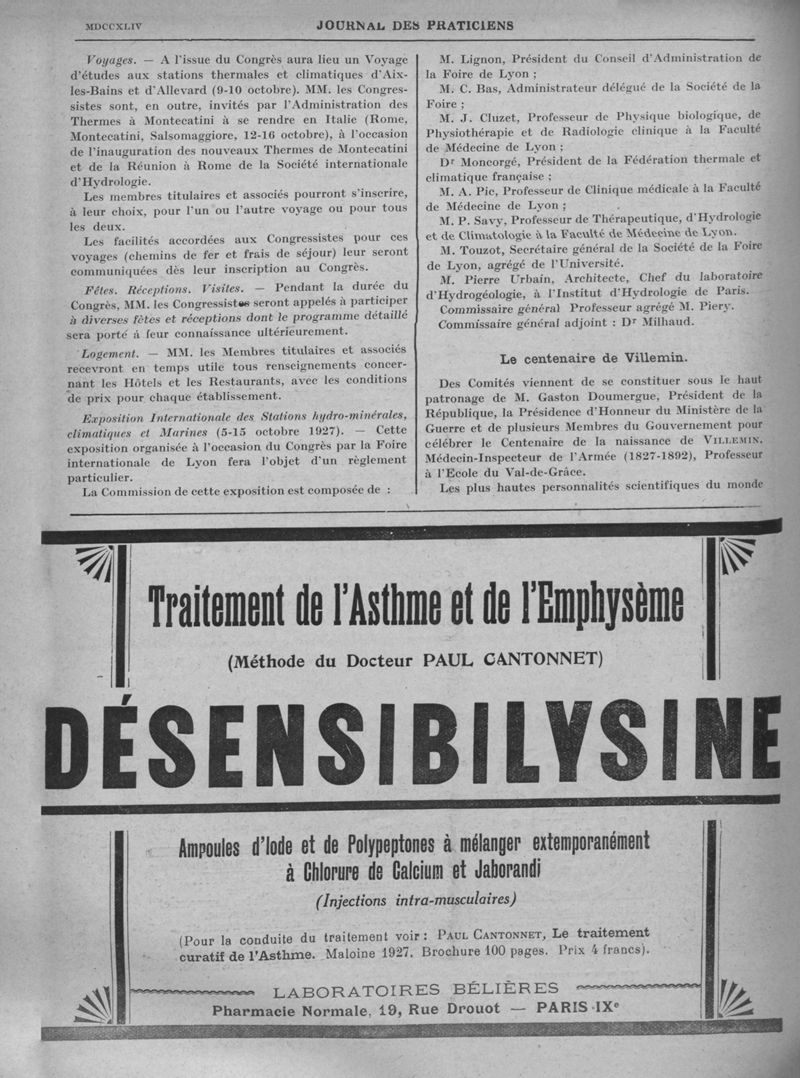 MDCCXLIV
JOURNAL DES PRATICIENS
Voyages. — A l'issue du Congrès aura lieu un Voyage
d'études aux stations thermales et climatiques d'Aix-
les-Bains et d'Allevard (9-10 octobre). MM. les Congres-
sistes sont, en outre, invités par l'Administration des
Thermes à Montecatini à se rendre en Italie (Rome,
Montecatini, Salsomaggiore, 12-16 octobre), à l'occasion
de l'inauguration des nouveaux Thermes de Montecatini
et de la Réunion à Rome de la Société internationale
d'Hydrologie.
Les membres titulaires et associés pourront s'inscrire,
à leur choix, pour l'un ou l'autre voyage ou pour tous
les deux.
Les facilités accordées aux Congressistes pour ces
voyages (chemins de fer et frais de séjour) leur seront
communiquées dès leur inscription au Congrès.
Fêtes. Réceptions. Visites. — Pendant la durée du
Congrès, MM. les Congressistes seront appelés à participer
à diverses fêtes et réceptions dont le programme détaillé
sera porté à leur connaissance ultérieurement.
Logement. — MM. les Membres titulaires et associés
recevront en temps utile tous renseignements concer-
nant les Hôtels et les Restaurants, avec les conditions
de prix pour chaque établissement.
Exposition Internationale des Stations hydro-minérales,
climatiques et Marines (5-15 octobre 1927). — Cette
exposition organisée à l'occasion du Congrès par la Foire
internationale de Lyon fera l'objet d'un règlement
particulier.
La Commission de cette exposition est composée de :
M. Lignon, Président du Conseil d'Administration de
la Foire de Lyon ;
M. C. Bas, Administrateur délégué de la Société de la
Foire ;
M. J. Cluzet, Professeur de Physique biologique, de
Physiothérapie et de Radiologie clinique à la Faculté
de Médecine de Lyon ;
Dr Moncorgé, Président de la Fédération thermale et
climatique française ;
M. A. Pic, Professeur de Clinique médicale à la Faculté
de Médecine de Lyon ;
M. P. Savy, Professeur de Thérapeutique, d'Hydrologie
et de Climatologie à la Faculté de Médecine de Lyon.
M. Touzot, Secrétaire général de la Société de la Foire
de Lyon, agrégé de l'Université.
M. Pierre Urbain, Architecte, Chef du laboratoire
d'Hydrogéologie, à l'Institut d'Hydrologie de Paris.
Commissaire général Professeur agrégé M. Piery.
Commissaire général adjoint : Dr Milhaud.
Le centenaire de Villemin.
Des Comités viennent de se constituer sous le haut
patronage de M. Gaston Doumergue, Président de la
République, la Présidence d'Honneur du Ministère de la
Guerre et de plusieurs Membres du Gouvernement pour
célébrer le Centenaire de la naissance de VILLEMIN,
Médecin-Inspecteur de l'Armée (1827-1892), Professeur
à l'Ecole du Val-de-Grâce.
Les plus hautes personnalités scientifiques du monde
Traitement de l'Asthme et de l'Emphysème
(Méthode du Docteur PAUL CANTONNET)
DÉSENSIBILYSINE
Ampoules d'Iode et de Polypeptones à mélanger extemporanément
à Chlorure de Calcium et Jaborandi
(Injections intra-musculaires)
(Pour la conduite du traitement voir : PAUL CANTONNET, Le traitement
curatif de l'Asthme. Maloine 1927. Brochure 100 pages. Prix 4 francs).
LABORATOIRES BÉLIÈRES
Pharmacie Normale, 19, Rue Drouot — PARIS-IXe